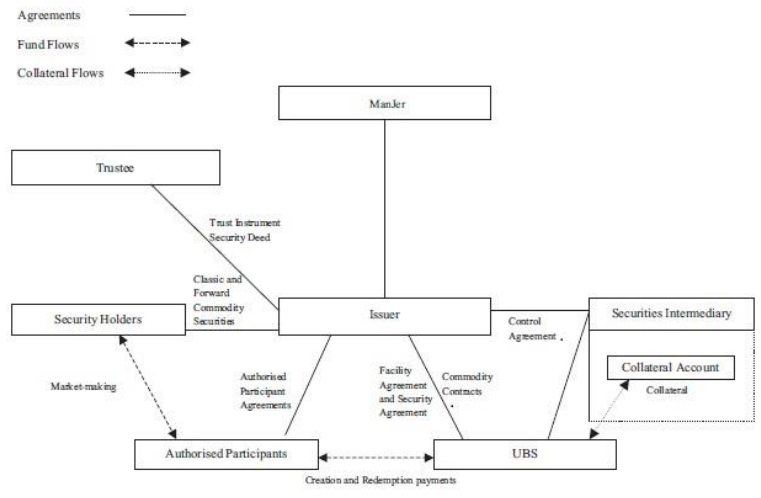 Agreements
Fund Flows
Collateral Flows
ManJer
Trustee
Trust Instrument
Security Deed
Classic and
Forward
Commodity
Securities
Security Holders
Issuer
Control
Agreement .
Securities Intermediary
Collateral Account
Collateral
Market-making
Authorised
Participant
Agreements
Facility
Agreement
and Security
Agreement
Commodity
Contracts
.
Authorised Participants
UBS
Creation and Redemption payments